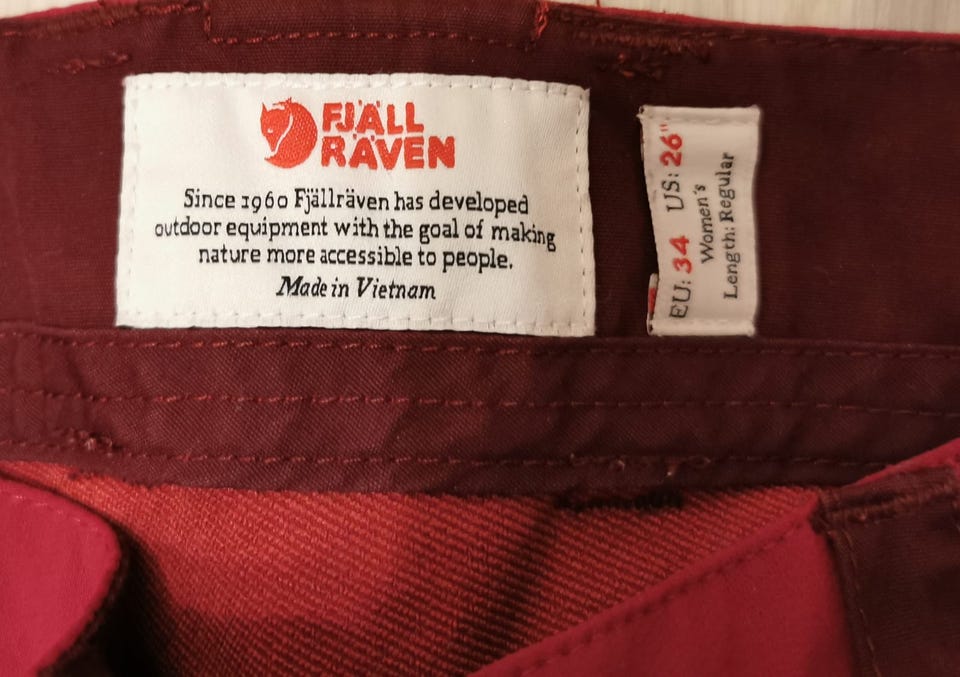 FJÄLL
RÄVEN
Since 1960 Fjällräven has developed
outdoor equipment with the goal of making
nature more accessible to people.
Made in Vietnam
EU: 34 US: 26"
Women's
Length: Regular